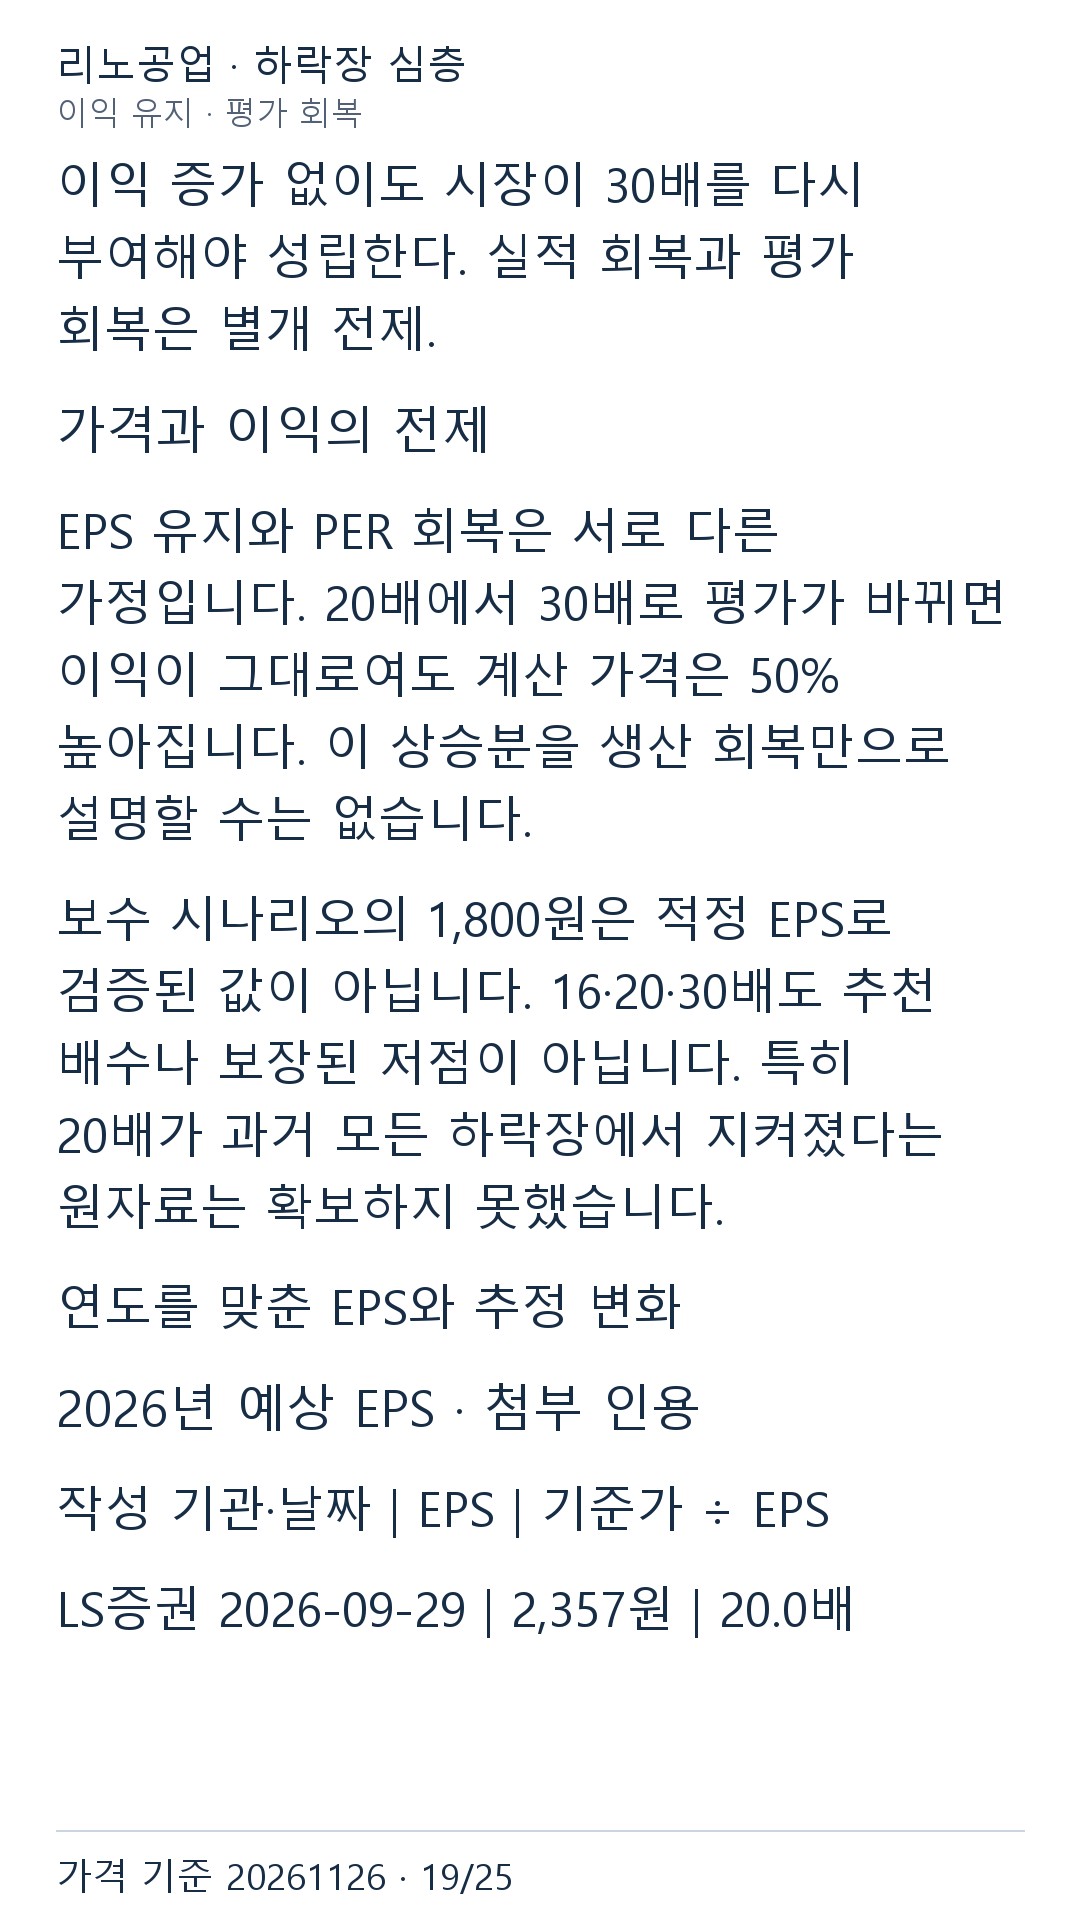 리노공업 · 하락장 심층
이익 유지 · 평가 회복
이익 증가 없이도 시장이 30배를 다시
부여해야 성립한다. 실적 회복과 평가
회복은 별개 전제.
가격과 이익의 전제
EPS 유지와 PER 회복은 서로 다른
가정입니다. 20배에서 30배로 평가가 바뀌면
이익이 그대로여도 계산 가격은 50%
높아집니다. 이 상승분을 생산 회복만으로
설명할 수는 없습니다.
보수 시나리오의 1,800원은 적정 EPS로
검증된 값이 아닙니다. 16·20·30배도 추천
배수나 보장된 저점이 아닙니다. 특히
20배가 과거 모든 하락장에서 지켜졌다는
원자료는 확보하지 못했습니다.
연도를 맞춘 EPS와 추정 변화
2026년 예상 EPS · 첨부 인용
작성 기관·날짜 | EPS | 기준가 ÷ EPS
LS증권 2026-09-29 | 2,357원 | 20.0배
가격 기준 20261126 · 19/25